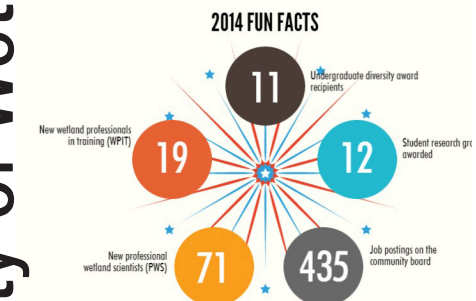 2014 FUN FACTS
11
Undergraduate diversity award
recipients
New wetland professionals
in training (WPIT)
19
12
Student research
awarded
New professional
wetland scientists (PWS)
71
435
Job postings on the
community board